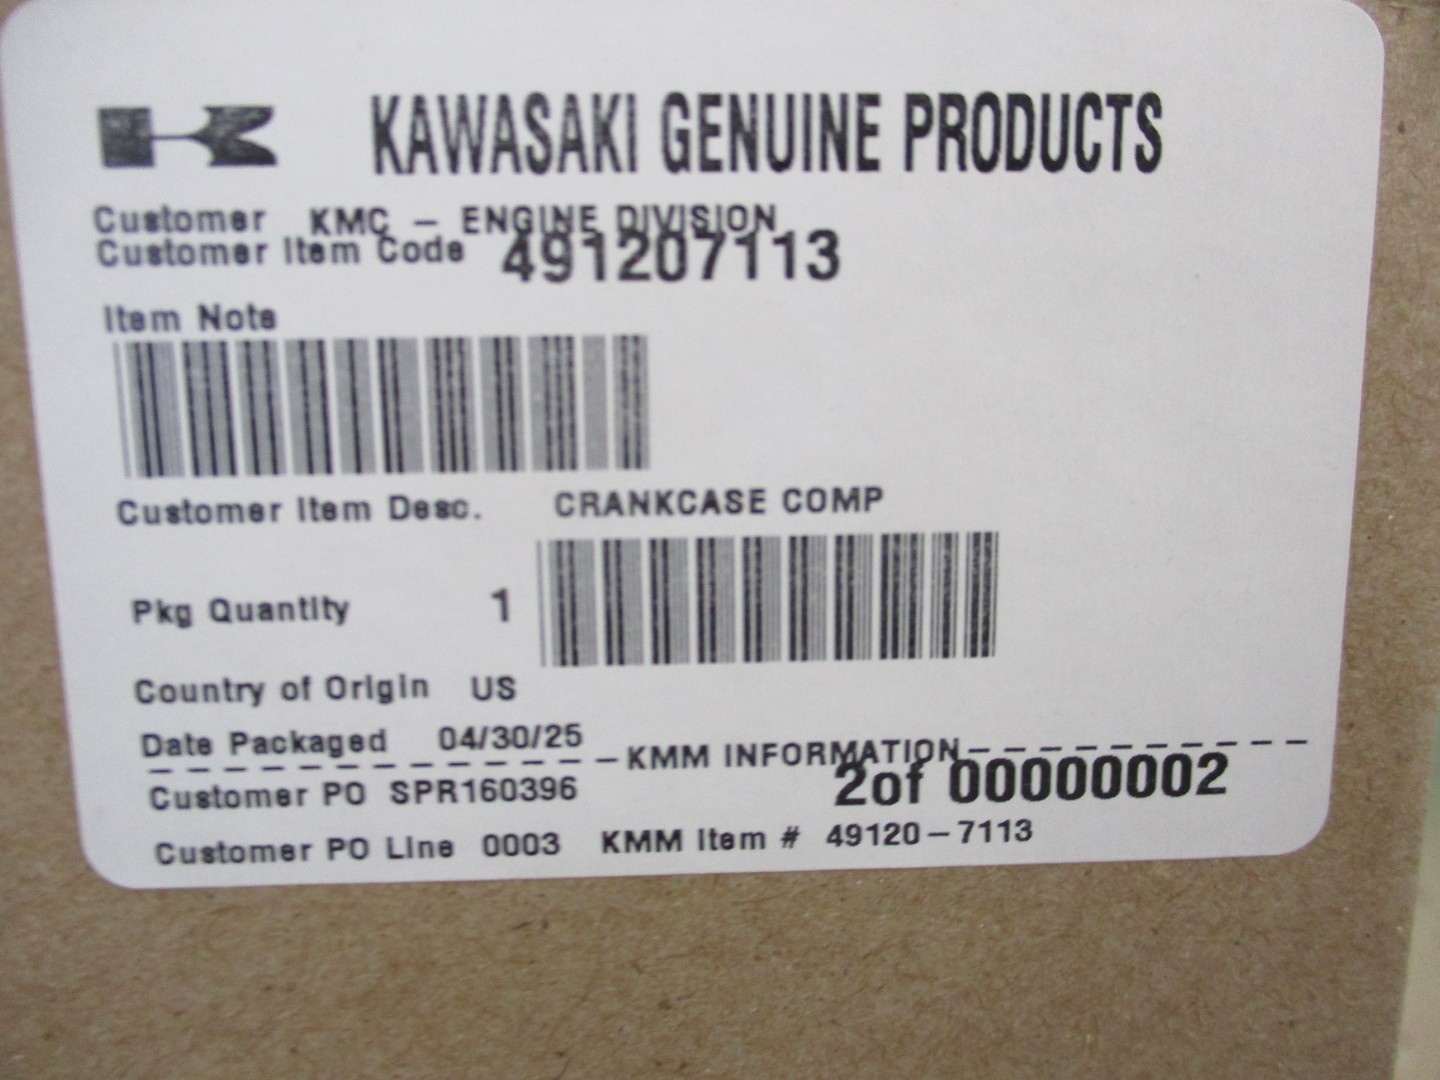 KAWASAKI GENUINE PRODUCTS
Customer KMC - ENGINE DIVISION
Customer Item Code 491207113
Item Note
Customer Item Desc. CRANKCASE COMP
Pkg Quantity 1
Country of Origin US
Date Packaged 04/30/25
KMM INFORMATION
2of 00000002
Customer PO SPR160396
Customer PO Line 0003 KMM Item # 49120-7113